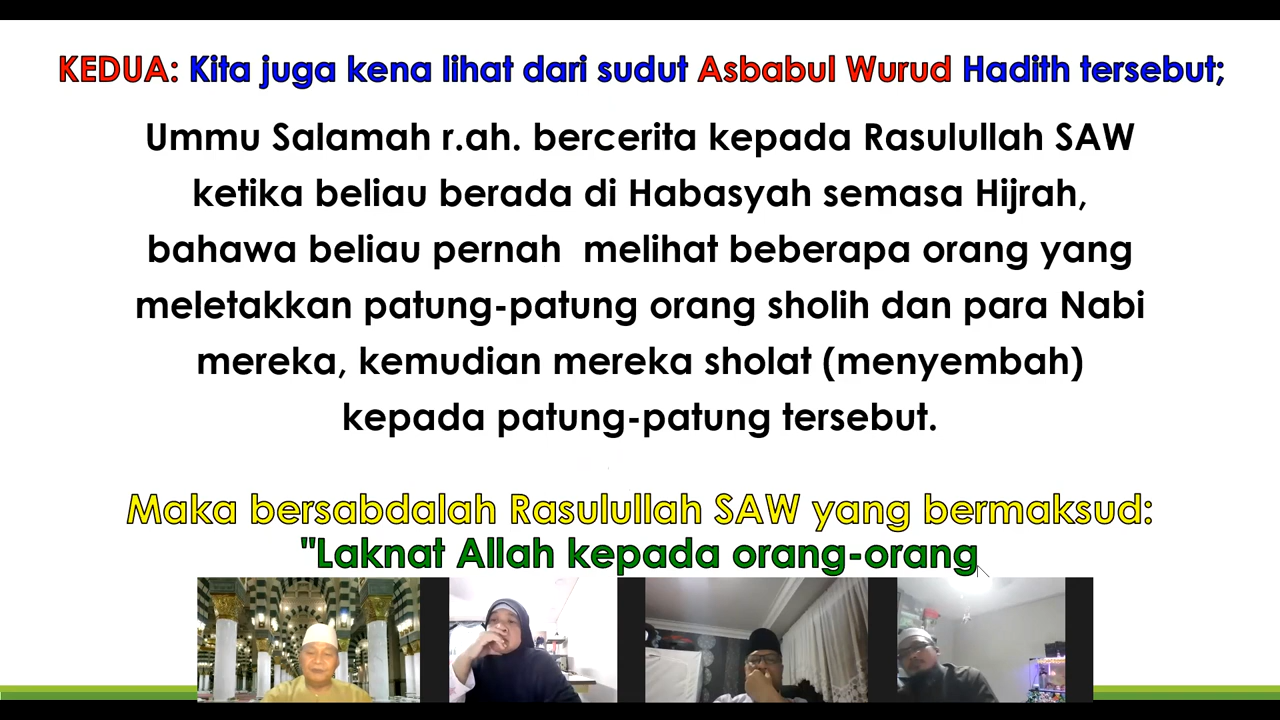 KEDUA: Kita juga kena lihat dari sudut Asbabul Wurud Hadith tersebut;
Ummu Salamah r.ah. bercerita kepada Rasulullah SAW
ketika beliau berada di Habasyah semasa Hijrah,
bahawa beliau pernah melihat beberapa orang yang
meletakkan patung-patung orang sholih dan para Nabi
mereka, kemudian mereka sholat (menyembah)
kepada patung-patung tersebut.
Maka bersabdalah Rasulullah SAW yang bermaksud:
"Laknat Allah kepada orang-orang